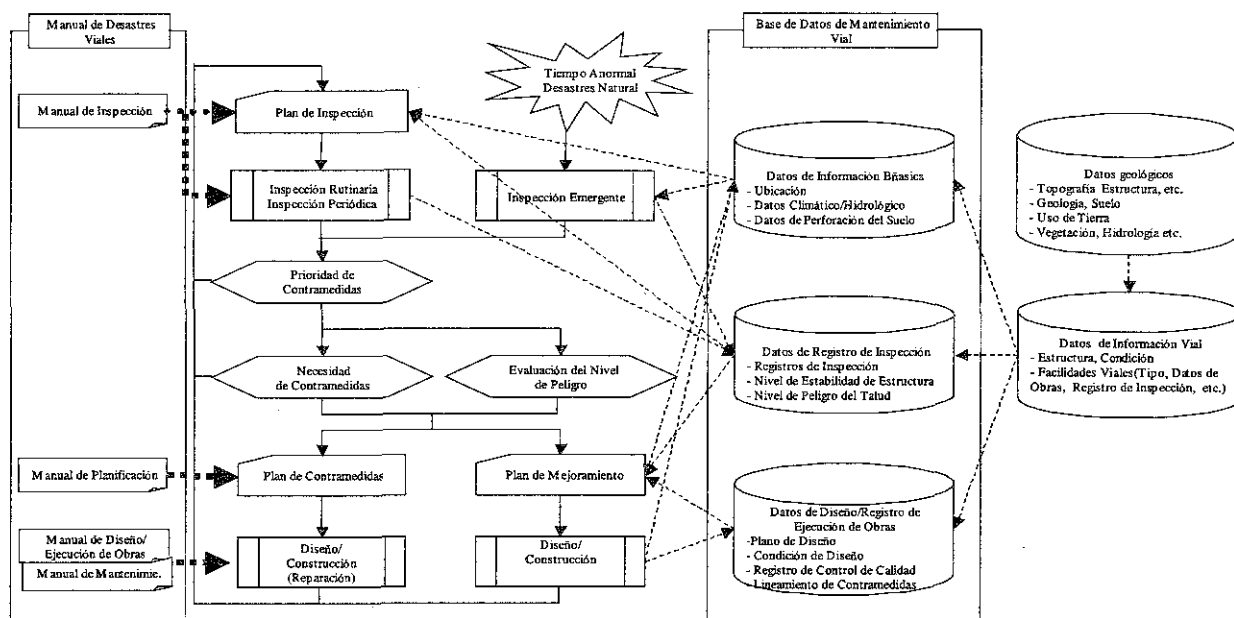 Manual de Desastres
Viales
Base de Datos de Mantenimiento
Vial
Tiempo Anormal
Desastres Natural
Manual de Inspección
Plan de Inspección
Inspección Rutinaria
Inspección Periódica
Inspección Emergente
Datos de Información Bñasica
- Ubicación
- Datos Climático/Hidrológico
- Datos de Perforación del Suelo
Datos geológicos
- Topografía Estructura, etc.
- Geología, Suelo
- Uso de Tierra
- Vegetación, Hidrología etc.
Prioridad de
Contramedidas
Necesidad
de Contramedidas
Evaluación del Nivel
de Peligro
Datos de Registro de Inspección
- Registros de Inspección
- Nivel de Estabilidad de Estructura
- Nivel de Peligro del Talud
Datos de Información Vial
- Estructura, Condición
- Facilidades Viales(Tipo, Datos de
Obras, Registro de Inspección, etc.)
Manual de Planificación
Plan de Contramedidas
Plan de Mejoramiento
Manual de Diseño/
Ejecución de Obras
Manual de Mantenimie.
Diseño/
Construcción
(Reparación)
Diseño/
Construcción
Datos de Diseño/Registro de
Ejecución de Obras
-Plano de Diseño
- Condición de Diseño
- Registro de Control de Calidad
- Lineamiento de Contramedidas